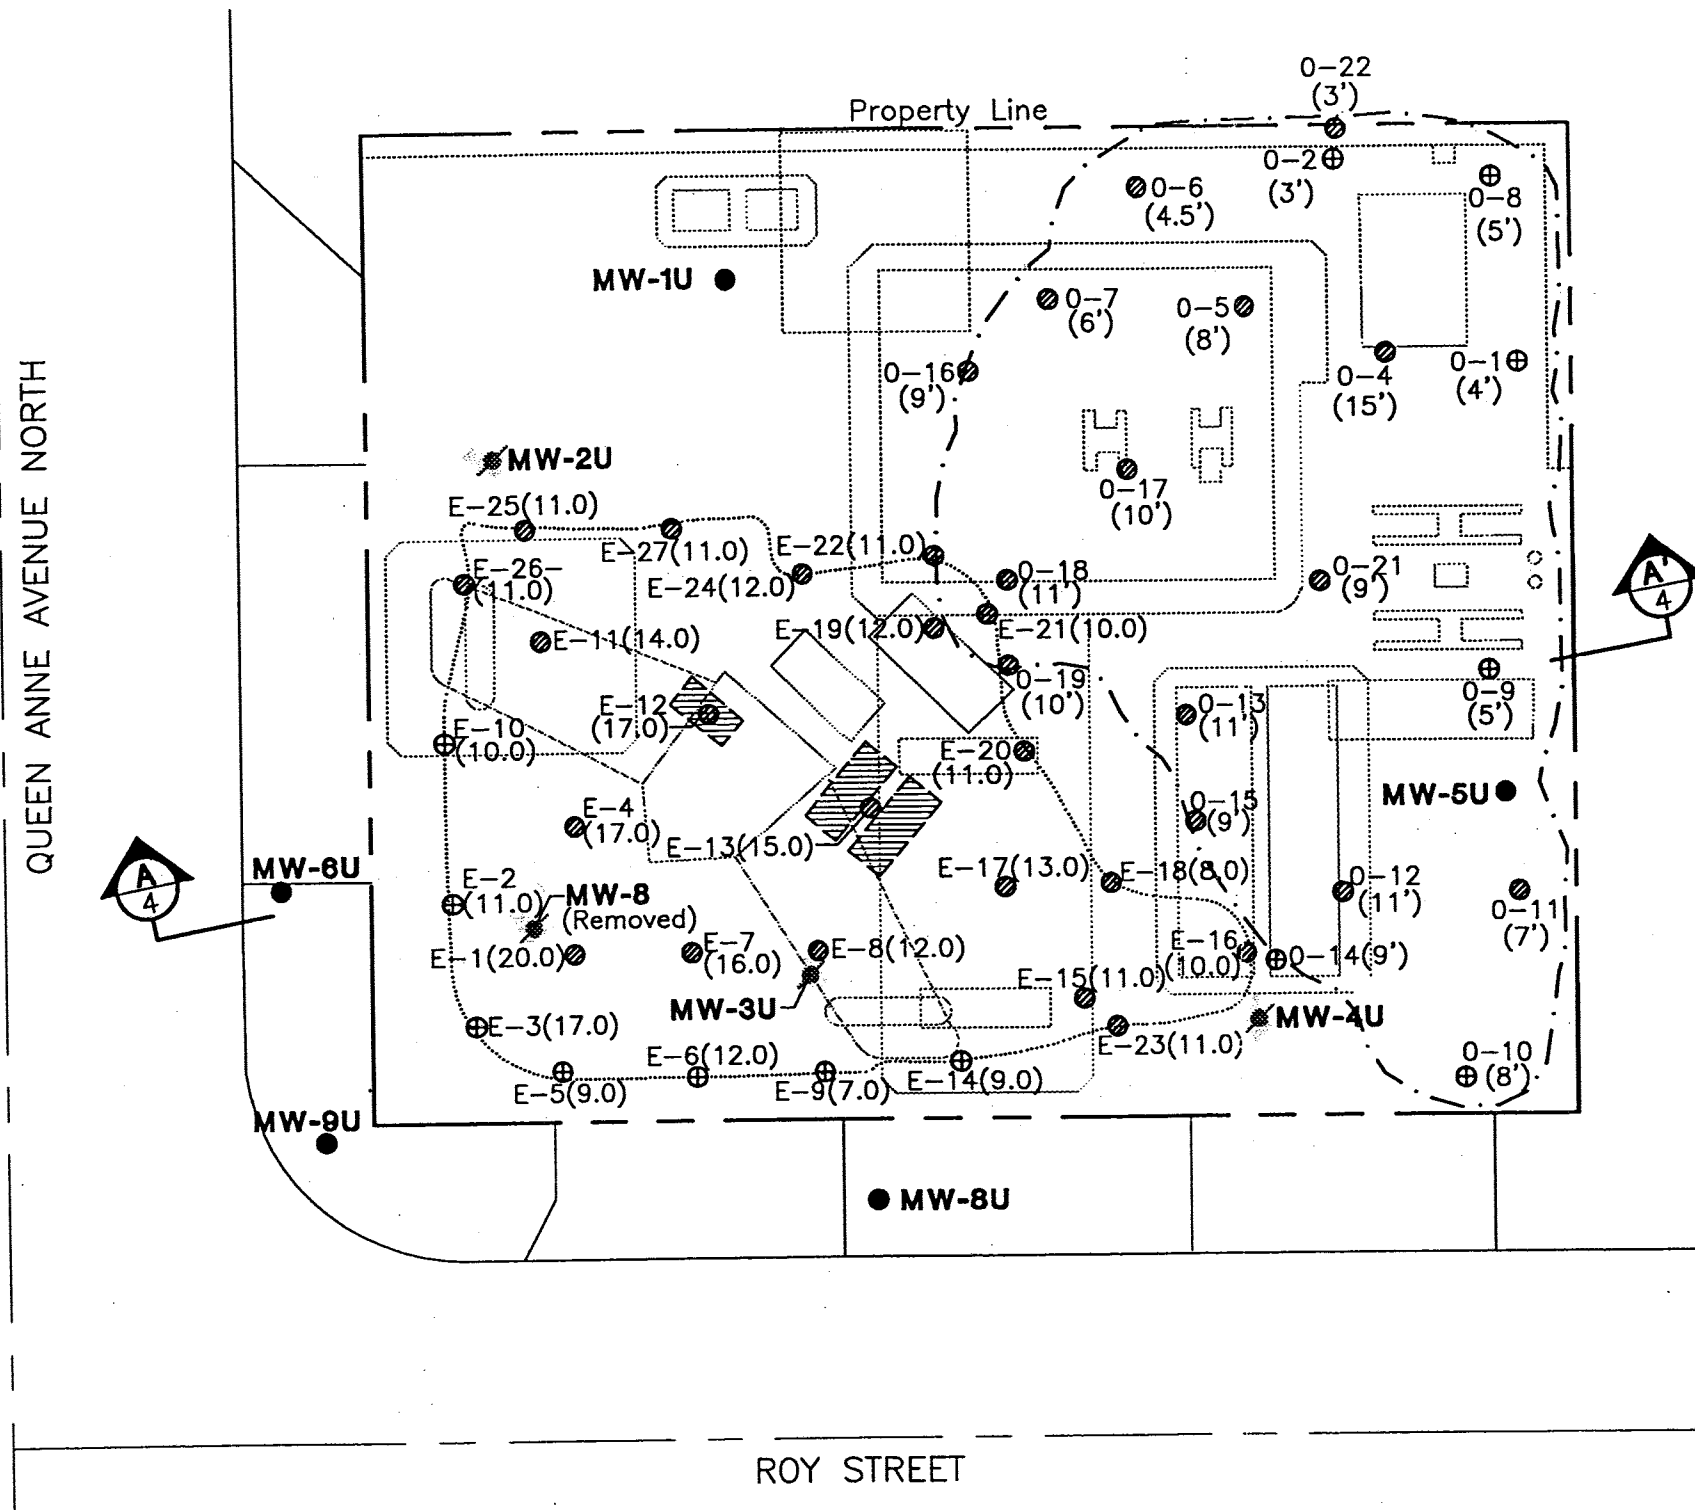 0-22
(3')
Property Line
0-2
(3')
0-6
(4.5')
0-8
(5')
MW-1U
0-7
(6')
0-5
(8')
0-16
(9')
0-4
(15')
0-1
(4')
QUEEN ANNE AVENUE NORTH
MW-2U
0-17
(10')
E-25(11.0)
E-27(11.0)
E-22(11.0)
E-24(12.0)
E-26-
(11.0)
0-18
(11')
0-21
(9')
A'
4
E-11(14.0)
E-19(12.0)
E-21(10.0)
0-19
(10')
0-9
(5')
E-12
(17.0)
0-13
(11')
E-10
(10.0)
E-20
(11.0)
MW-5U
E-4
(17.0)
0-15
(9')
E-13(15.0)
A
4
MW-6U
E-2
(11.0)
MW-8
(Removed)
E-17(13.0)
E-18(8.0)
0-12
(11')
0-11
(7')
E-1(20.0)
E-7
(16.0)
E-8(12.0)
E-16
(10.0)
0-14(9')
E-15(11.0)
MW-3U
MW-4U
E-3(17.0)
E-23(11.0)
E-6(12.0)
E-5(9.0)
E-9(7.0)
E-14(9.0)
0-10
(8')
MW-9U
MW-8U
ROY STREET